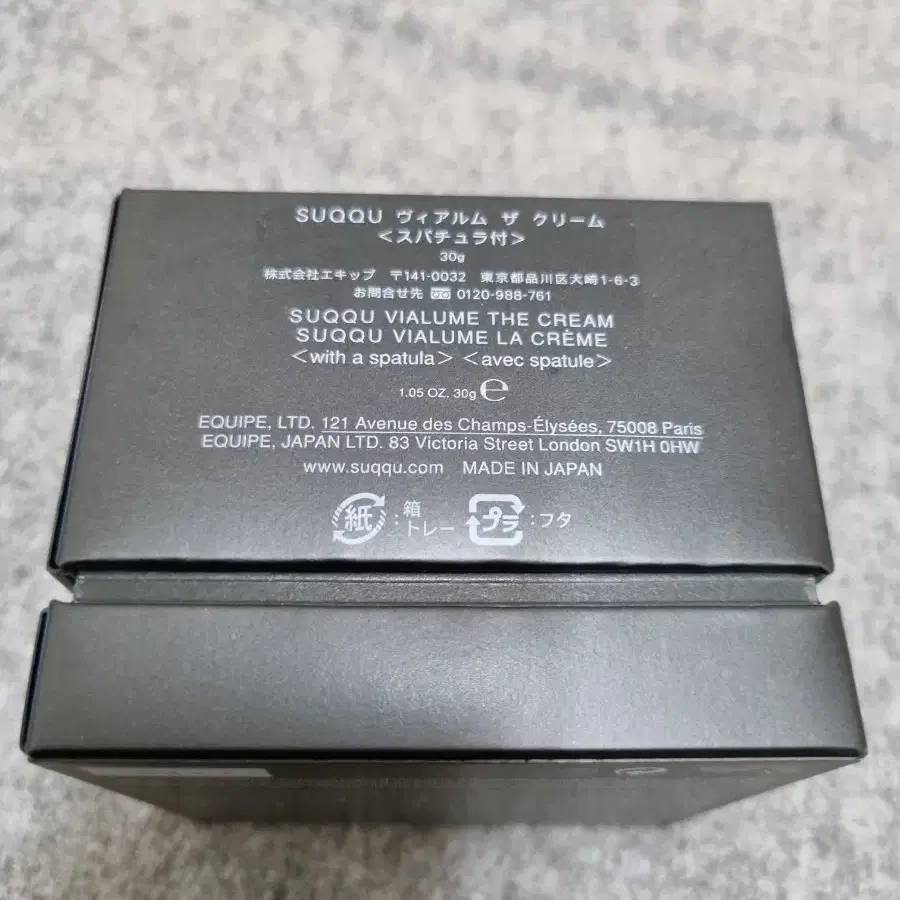 SUQQU ヴィアルム ザ クリーム
<スパチュラ付>
30g
株式会社エキップ 〒141-0032 東京都品川区大崎1-6-3
お問合せ先 0120-988-761
SUQQU VIALUME THE CREAM
SUQQU VIALUME LA CRÈME
<with a spatula> <avec spatule>
1.05 OZ. 30g ℮
EQUIPE, LTD. 121 Avenue des Champs-Élysées, 75008 Paris
EQUIPE, JAPAN LTD. 83 Victoria Street London SW1H 0HW
www.suqqu.com MADE IN JAPAN
紙 : 箱 トレー プラ : フタ